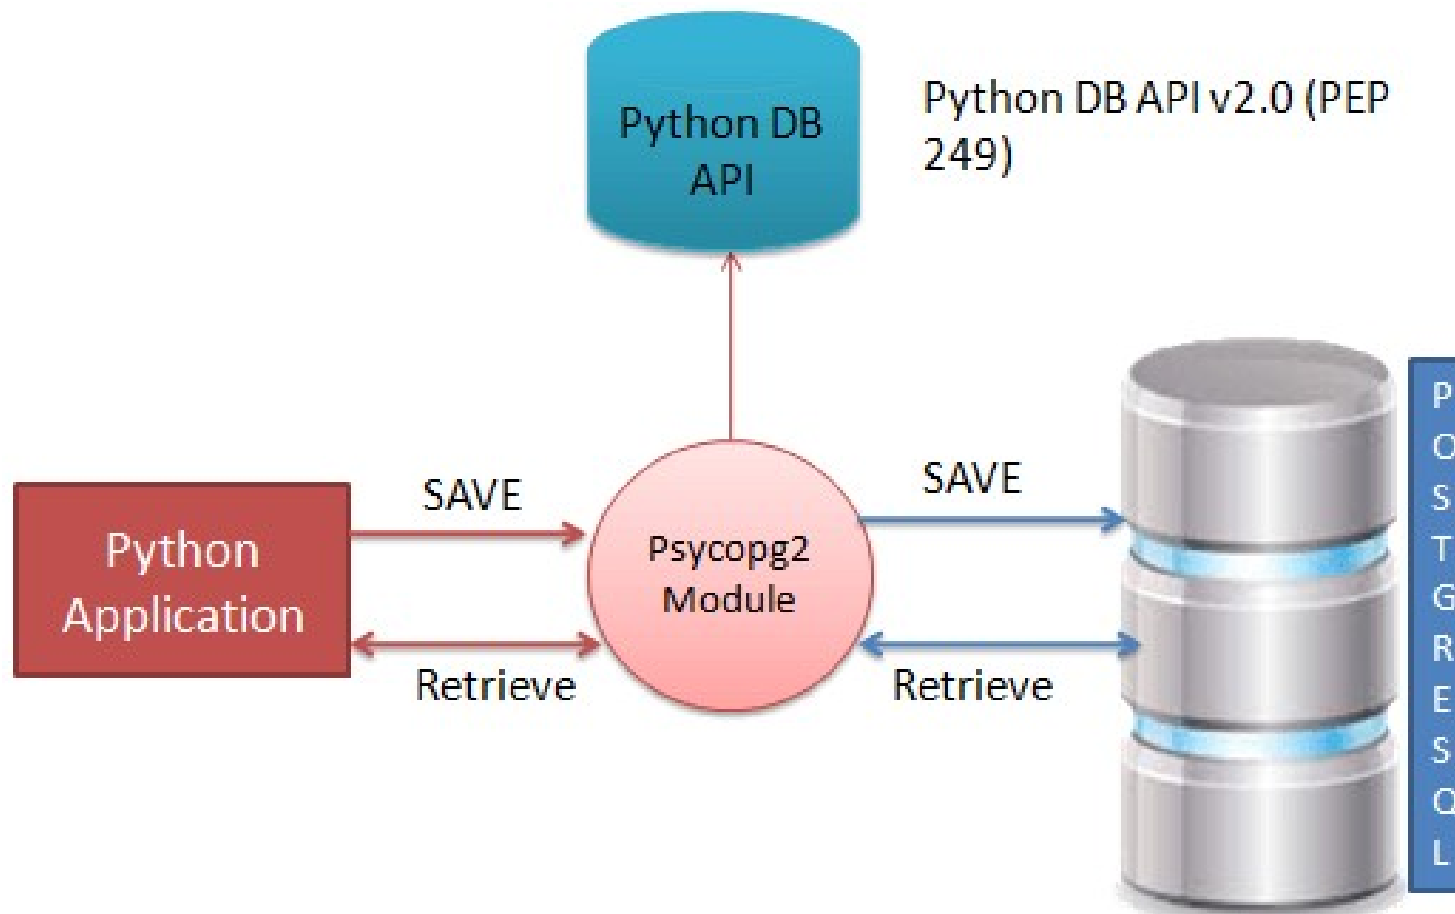 Python DB
API
Python DB API v2.0 (PEP
249)
SAVE
SAVE
Python
Application
Psycopg2
Module
Retrieve
Retrieve
P
O
S
T
G
R
E
S
Q
L